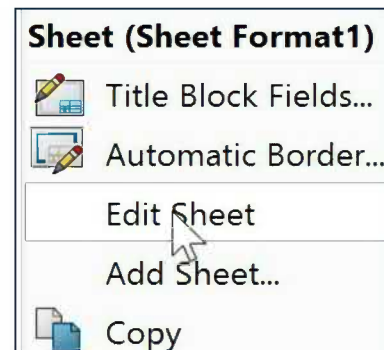 Sheet (Sheet Format1)
Title Block Fields...
Automatic Border...
Edit Sheet
Add Sheet...
Copy